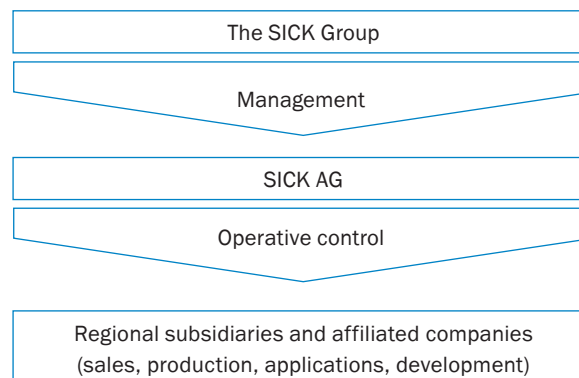 The SICK Group
Management
SICK AG
Operative control
Regional subsidiaries and affiliated companies
(sales, production, applications, development)